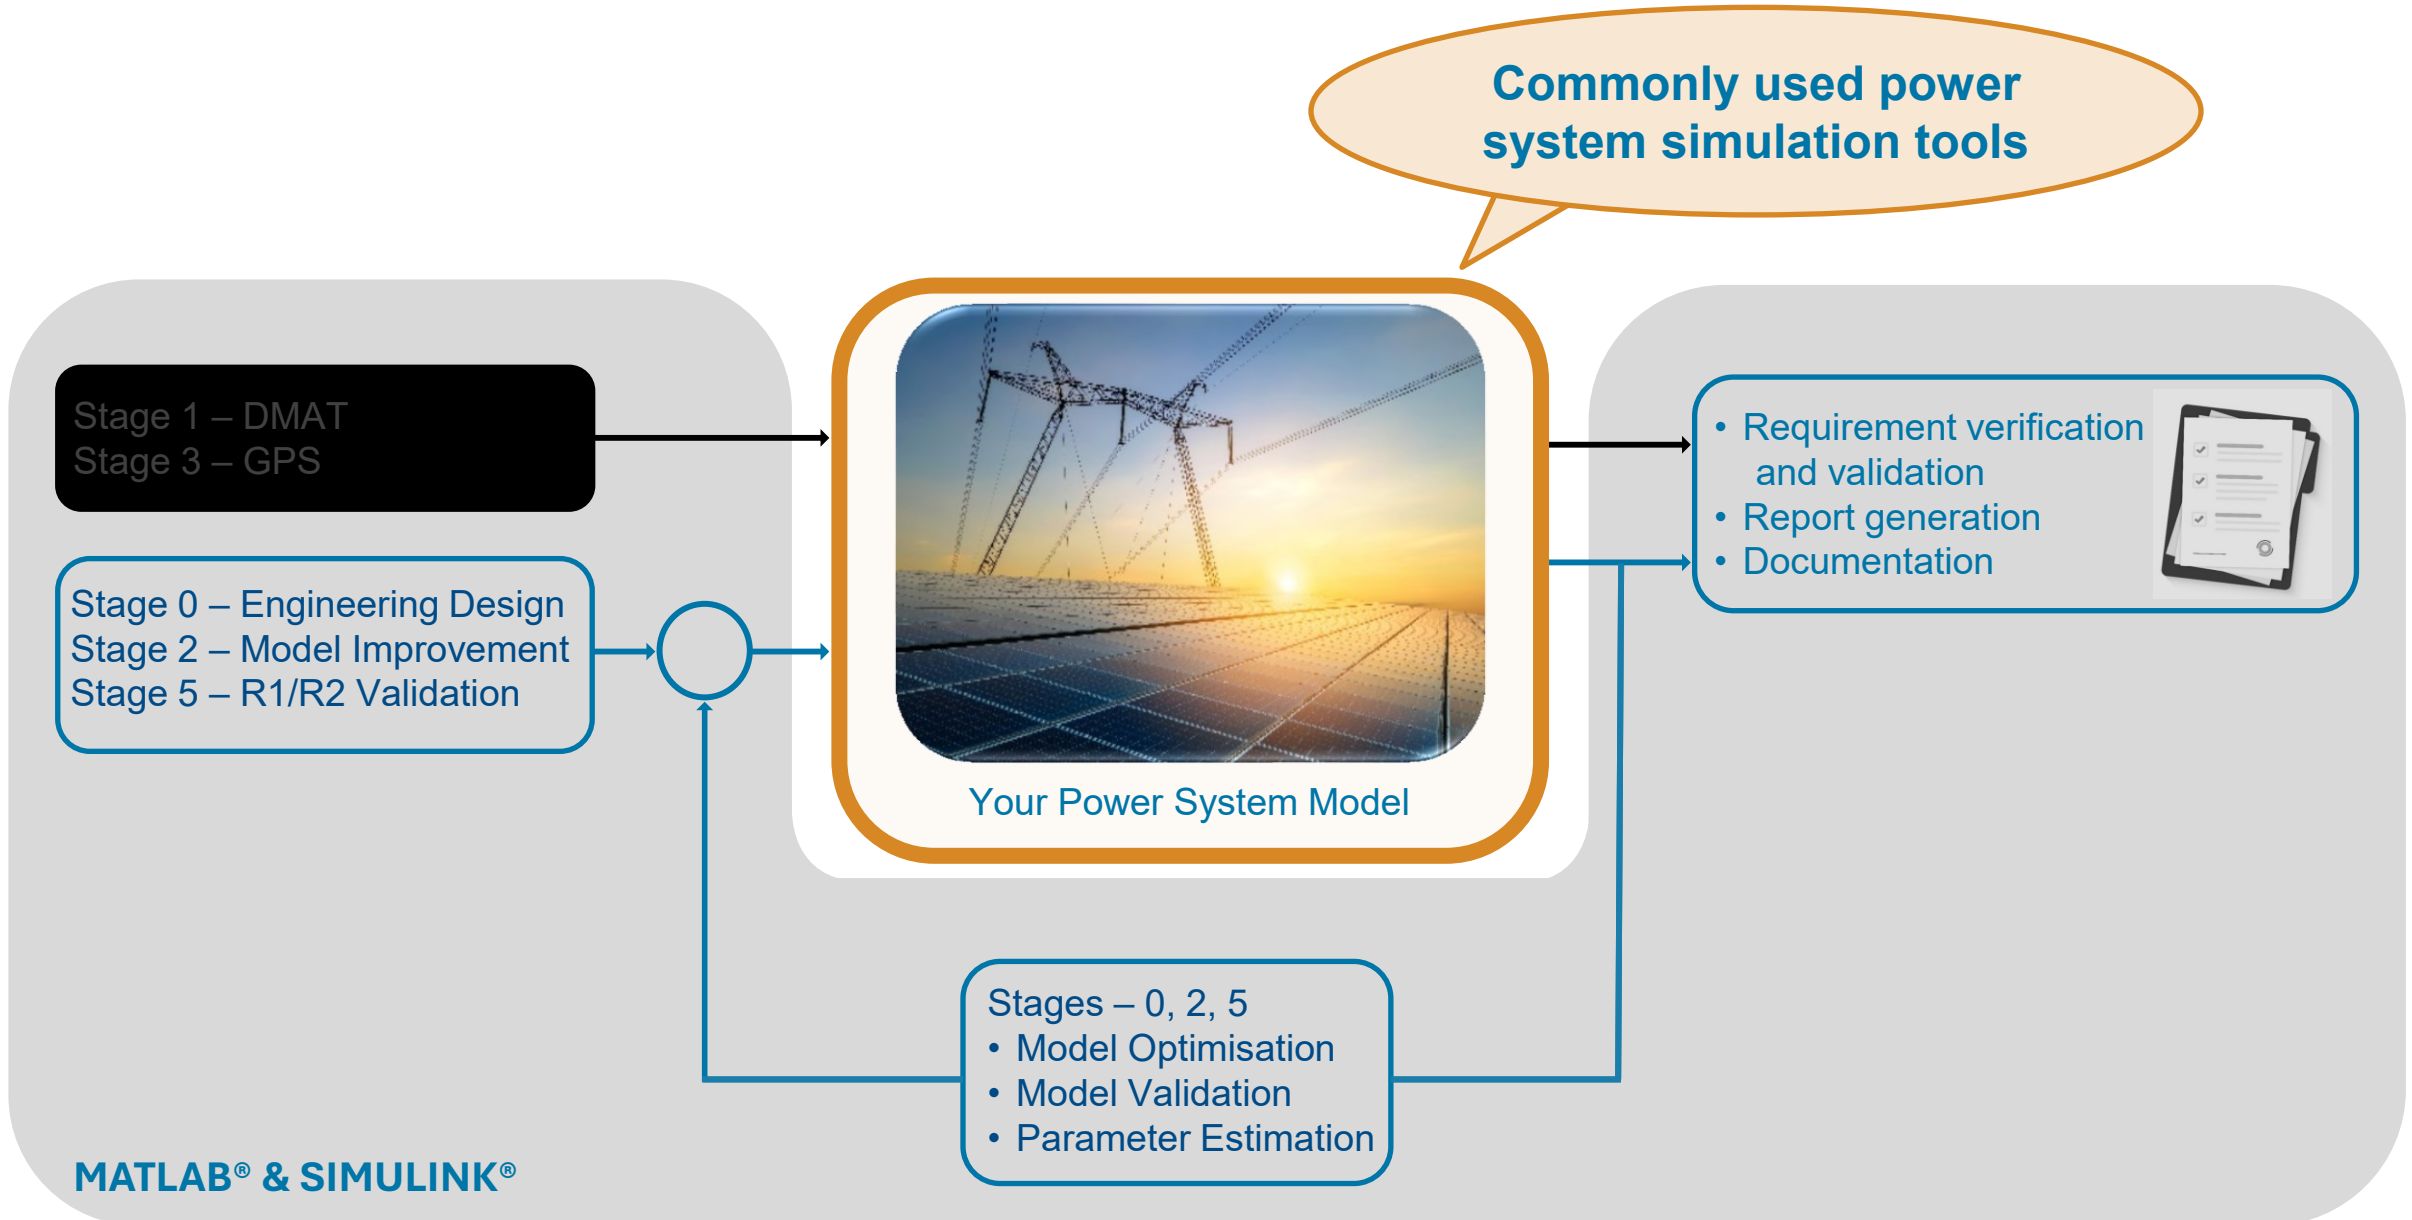 Commonly used power
system simulation tools
Stage 1 – DMAT
Stage 3 – GPS
Stage 0 – Engineering Design
Stage 2 – Model Improvement
Stage 5 – R1/R2 Validation
Your Power System Model
• Requirement verification
and validation
• Report generation
• Documentation
Stages – 0, 2, 5
• Model Optimisation
• Model Validation
• Parameter Estimation
MATLAB® & SIMULINK®